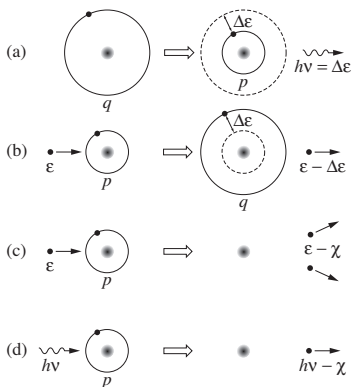 (a) q Δε p hν = Δε
(b) ε p Δε q ε − Δε
(c) ε p ε − χ
(d) hν p hν − χ